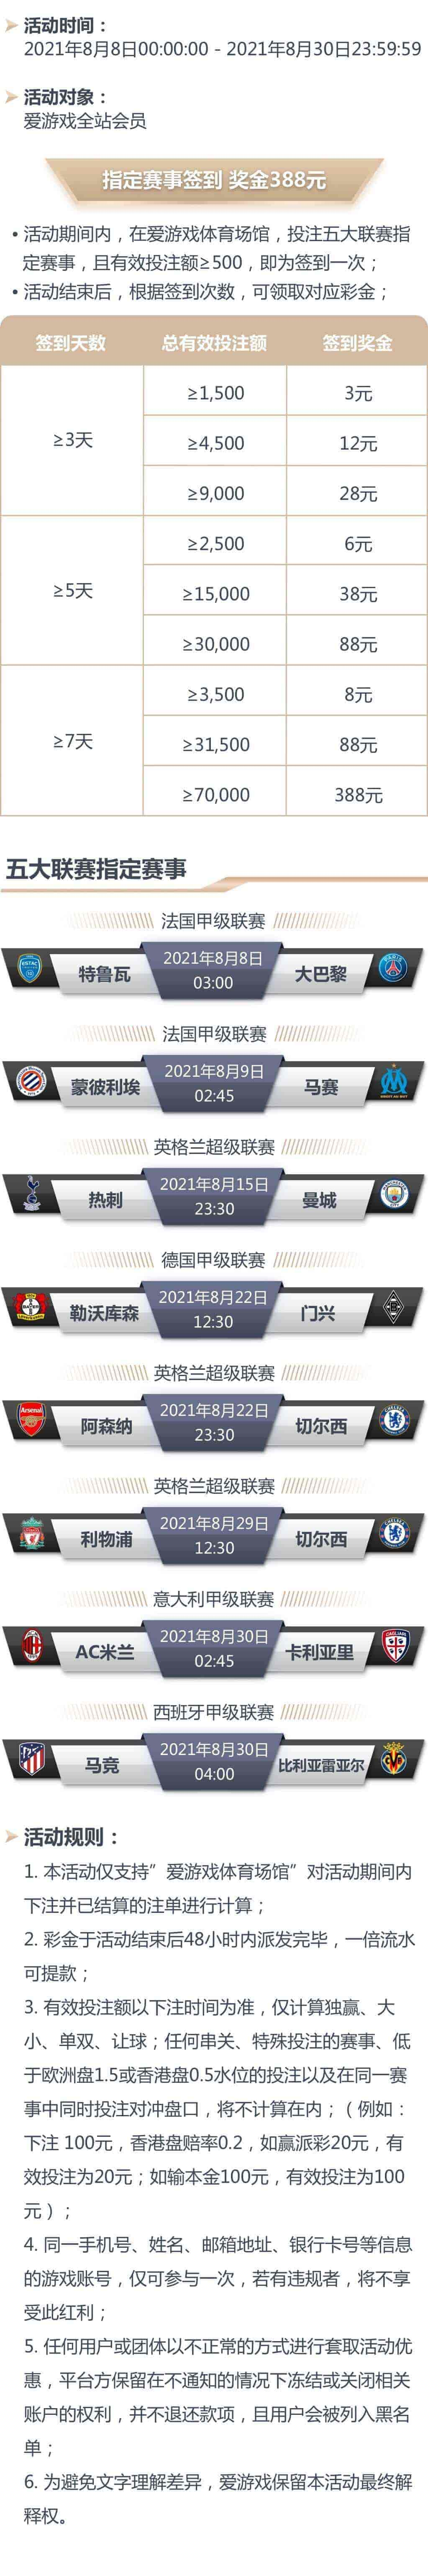 活动时间：
2021年8月8日00:00:00 - 2021年8月30日23:59:59
活动对象：
爱游戏全站会员
指定赛事签到 奖金388元
• 活动期间内，在爱游戏体育场馆，投注五大联赛指
定赛事，且有效投注额≥500，即为签到一次；
• 活动结束后，根据签到次数，可领取对应彩金；
签到天数 总有效投注额 签到奖金
≥1,500 3元
≥3天 ≥4,500 12元
≥9,000 28元
≥2,500 6元
≥5天 ≥15,000 38元
≥30,000 88元
≥3,500 8元
≥7天 ≥31,500 88元
≥70,000 388元
五大联赛指定赛事
法国甲级联赛
特鲁瓦 2021年8月8日 大巴黎
03:00
法国甲级联赛
蒙彼利埃 2021年8月9日 马赛
02:45
英格兰超级联赛
热刺 2021年8月15日 曼城
23:30
德国甲级联赛
勒沃库森 2021年8月22日 门兴
12:30
英格兰超级联赛
Arsenal 阿森纳 2021年8月22日 切尔西
23:30
英格兰超级联赛
利物浦 2021年8月29日 切尔西
12:30
意大利甲级联赛
AC米兰 2021年8月30日 卡利亚里
02:45
西班牙甲级联赛
马竞 2021年8月30日 比利亚雷亚尔
04:00
活动规则：
1. 本活动仅支持”爱游戏体育场馆”对活动期间内
下注并已结算的注单进行计算；
2. 彩金于活动结束后48小时内派发完毕，一倍流水
可提款；
3. 有效投注额以下注时间为准，仅计算独赢、大
小、单双、让球；任何串关、特殊投注的赛事、低
于欧洲盘1.5或香港盘0.5水位的投注以及在同一赛
事中同时投注对冲盘口，将不计算在内；（例如：
下注 100元，香港盘赔率0.2，如赢派彩20元，有
效投注为20元；如输本金100元，有效投注为100
元）；
4. 同一手机号、姓名、邮箱地址、银行卡号等信息
的游戏账号，仅可参与一次，若有违规者，将不享
受此红利；
5. 任何用户或团体以不正常的方式进行套取活动优
惠，平台方保留在不通知的情况下冻结或关闭相关
账户的权利，并不退还款项，且用户会被列入黑名
单；
6. 为避免文字理解差异，爱游戏保留本活动最终解
释权。